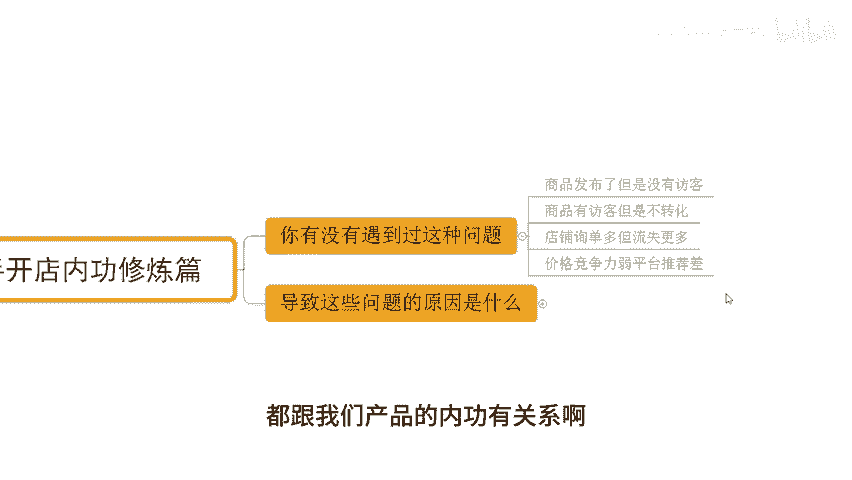 商品发布了但是没有访客
商品有访客但是不转化
你有没有遇到过这种问题
店铺询单多但流失更多
价格竞争力弱平台推荐差
开店内功修炼篇
导致这些问题的原因是什么
都跟我们产品的内功有关系啊